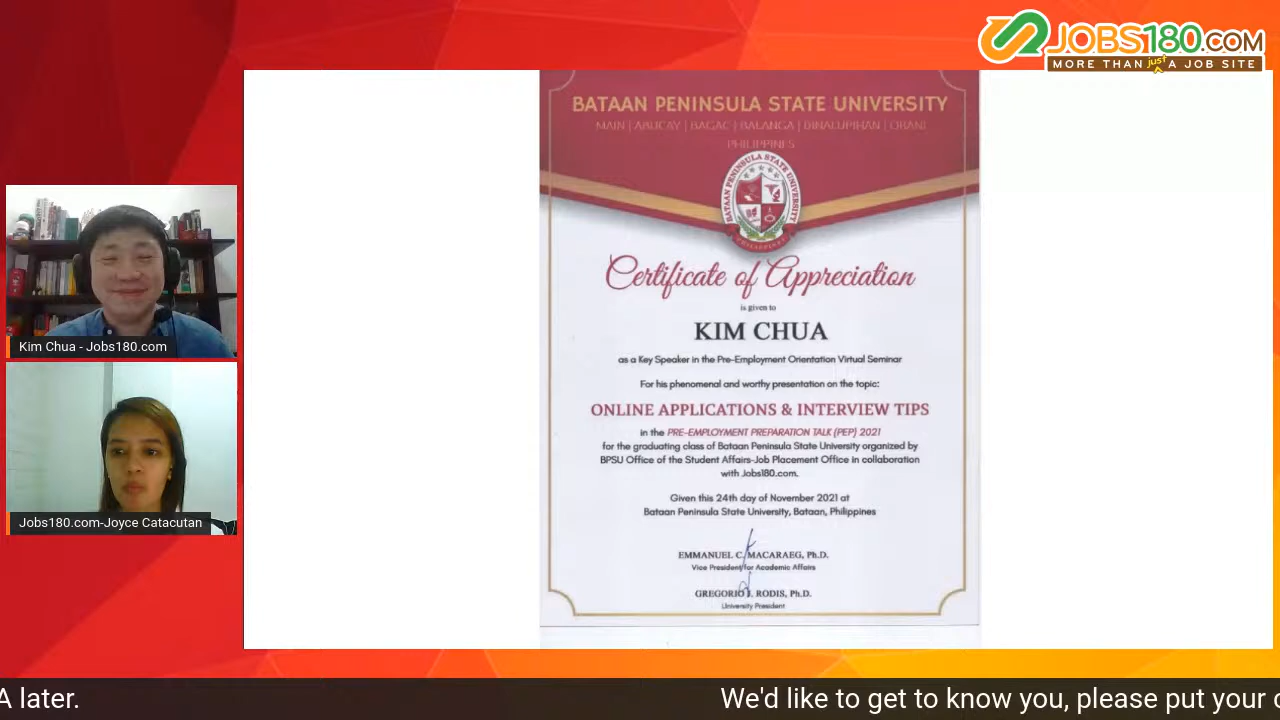 JOBS180.COM
MORE THAN just A JOB SITE
BATAAN PENINSULA STATE UNIVERSITY
MAIN | ABUCAY | BAGAC | BALANGA | DINALUPIHAN | ORANI
PHILIPPINES
BATAAN PENINSULA STATE UNIVERSITY
PHILIPPINES
Certificate of Appreciation
is given to
KIM CHUA
as a Key Speaker in the Pre-Employment Orientation Virtual Seminar
For his phenomenal and worthy presentation on the topic:
ONLINE APPLICATIONS & INTERVIEW TIPS
in the PRE-EMPLOYMENT PREPARATION TALK (PEP) 2021
for the graduating class of Bataan Peninsula State University organized by
BPSU Office of the Student Affairs-Job Placement Office in collaboration
with Jobs180.com.
Given this 24th day of November 2021 at
Bataan Peninsula State University, Bataan, Philippines
EMMANUEL C. MACARAEG, Ph.D.
Vice President for Academic Affairs
GREGORIO J. RODIS, Ph.D.
University President
Kim Chua - Jobs180.com
Jobs180.com-Joyce Catacutan
A later. We'd like to get to know you, please put your